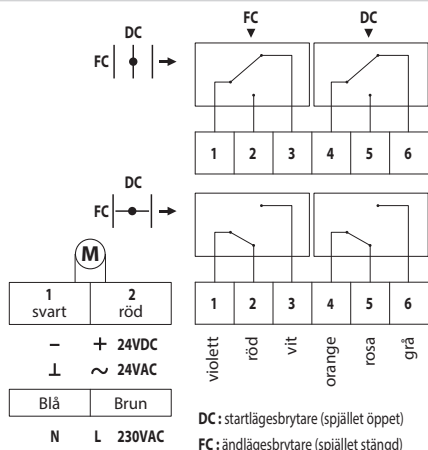 FC DC
DC
FC
1 2 3 4 5 6
DC
FC
M
1 2
svart röd
1 2 3 4 5 6
violett röd vit orange rosa grå
– + 24VDC
⊥ ~ 24VAC
Blå Brun
N L 230VAC
DC : startlägesbrytare (spjället öppet)
FC : ändlägesbrytare (spjället stängd)